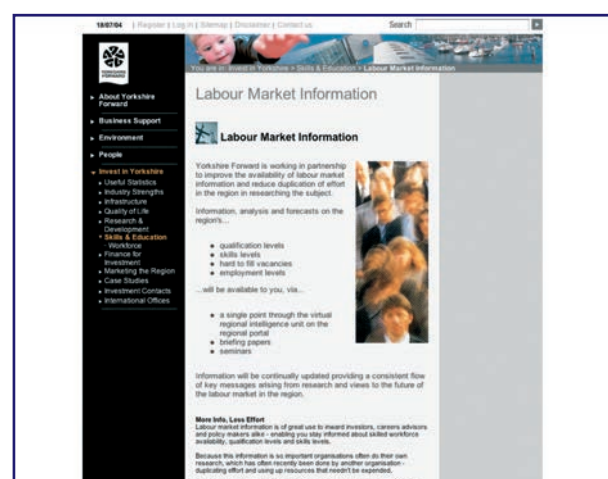 18/07/04 | Register | Log in | Sitemap | Disclaimer | Contact us Search
You are in: Invest in Yorkshire > Skills & Education > Labour Market Information
YORKSHIRE
FORWARD
About Yorkshire
Forward
Business Support
Environment
People
Invest in Yorkshire
Useful Statistics
Industry Strengths
Infrastructure
Quality of Life
Research &
Development
Skills & Education
- Workforce
Finance for
Investment
Marketing the Region
Case Studies
Investment Contacts
International Offices
Labour Market Information
Labour Market Information
Yorkshire Forward is working in partnership
to improve the availability of labour market
information and reduce duplication of effort
in the region in researching the subject.
Information, analysis and forecasts on the
region's...
qualification levels
skills levels
hard to fill vacancies
employment levels
...will be available to you, via...
a single point through the virtual
regional intelligence unit on the
regional portal
briefing papers
seminars
Information will be continually updated providing a consistent flow
of key messages arising from research and views to the future of
the labour market in the region.
More Info, Less Effort
Labour market information is of great use to inward investors, careers advisors
and policy makers alike - enabling you stay informed about skilled workforce
availability, qualification levels and skills levels.
Because this information is so important organisations often do their own
research, which has often recently been done by another organisation -
duplicating effort and using up resources that needn't be expended.